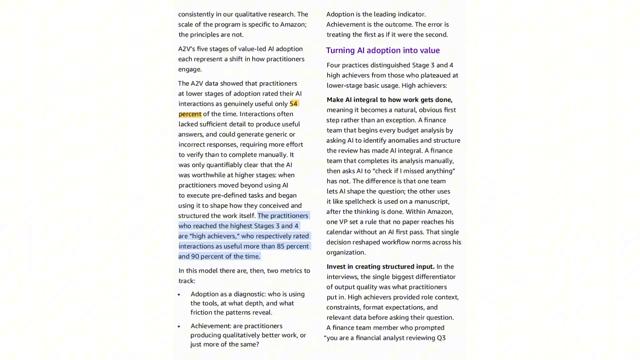 consistently in our qualitative research. The
scale of the program is specific to Amazon;
the principles are not.
A2V's five stages of value-led AI adoption
each represent a shift in how practitioners
engage.
The A2V data showed that practitioners
at lower stages of adoption rated their AI
interactions as genuinely useful only 54
percent of the time. Interactions often
lacked sufficient detail to produce useful
answers, and could generate generic or
incorrect responses, requiring more effort
to verify than to complete manually. It
was only quantifiably clear that the AI
was worthwhile at higher stages: when
practitioners moved beyond using AI
to execute pre-defined tasks and began
using it to shape how they conceived and
structured the work itself. The practitioners
who reached the highest Stages 3 and 4
are "high achievers," who respectively rated
interactions as useful more than 85 percent
and 90 percent of the time.
In this model there are, then, two metrics to
track:
• Adoption as a diagnostic: who is using
the tools, at what depth, and what
friction the patterns reveal.
• Achievement: are practitioners
producing qualitatively better work, or
just more of the same?
Adoption is the leading indicator.
Achievement is the outcome. The error is
treating the first as if it were the second.
Turning AI adoption into value
Four practices distinguished Stage 3 and 4
high achievers from those who plateaued at
lower-stage basic usage. High achievers:
Make AI integral to how work gets done,
meaning it becomes a natural, obvious first
step rather than an exception. A finance
team that begins every budget analysis by
asking AI to identify anomalies and structure
the review has made AI integral. A finance
team that completes its analysis manually,
then asks AI to "check if I missed anything"
has not. The difference is that one team
lets AI shape the question; the other uses
it like spellcheck is used on a manuscript,
after the thinking is done. Within Amazon,
one VP set a rule that no paper reaches his
calendar without an AI first pass. That single
decision reshaped workflow norms across his
organization.
Invest in creating structured input. In the
interviews, the single biggest differentiator
of output quality was what practitioners
put in. High achievers provided role context,
constraints, format expectations, and
relevant data before asking their question.
A finance team member who prompted
"you are a financial analyst reviewing Q3